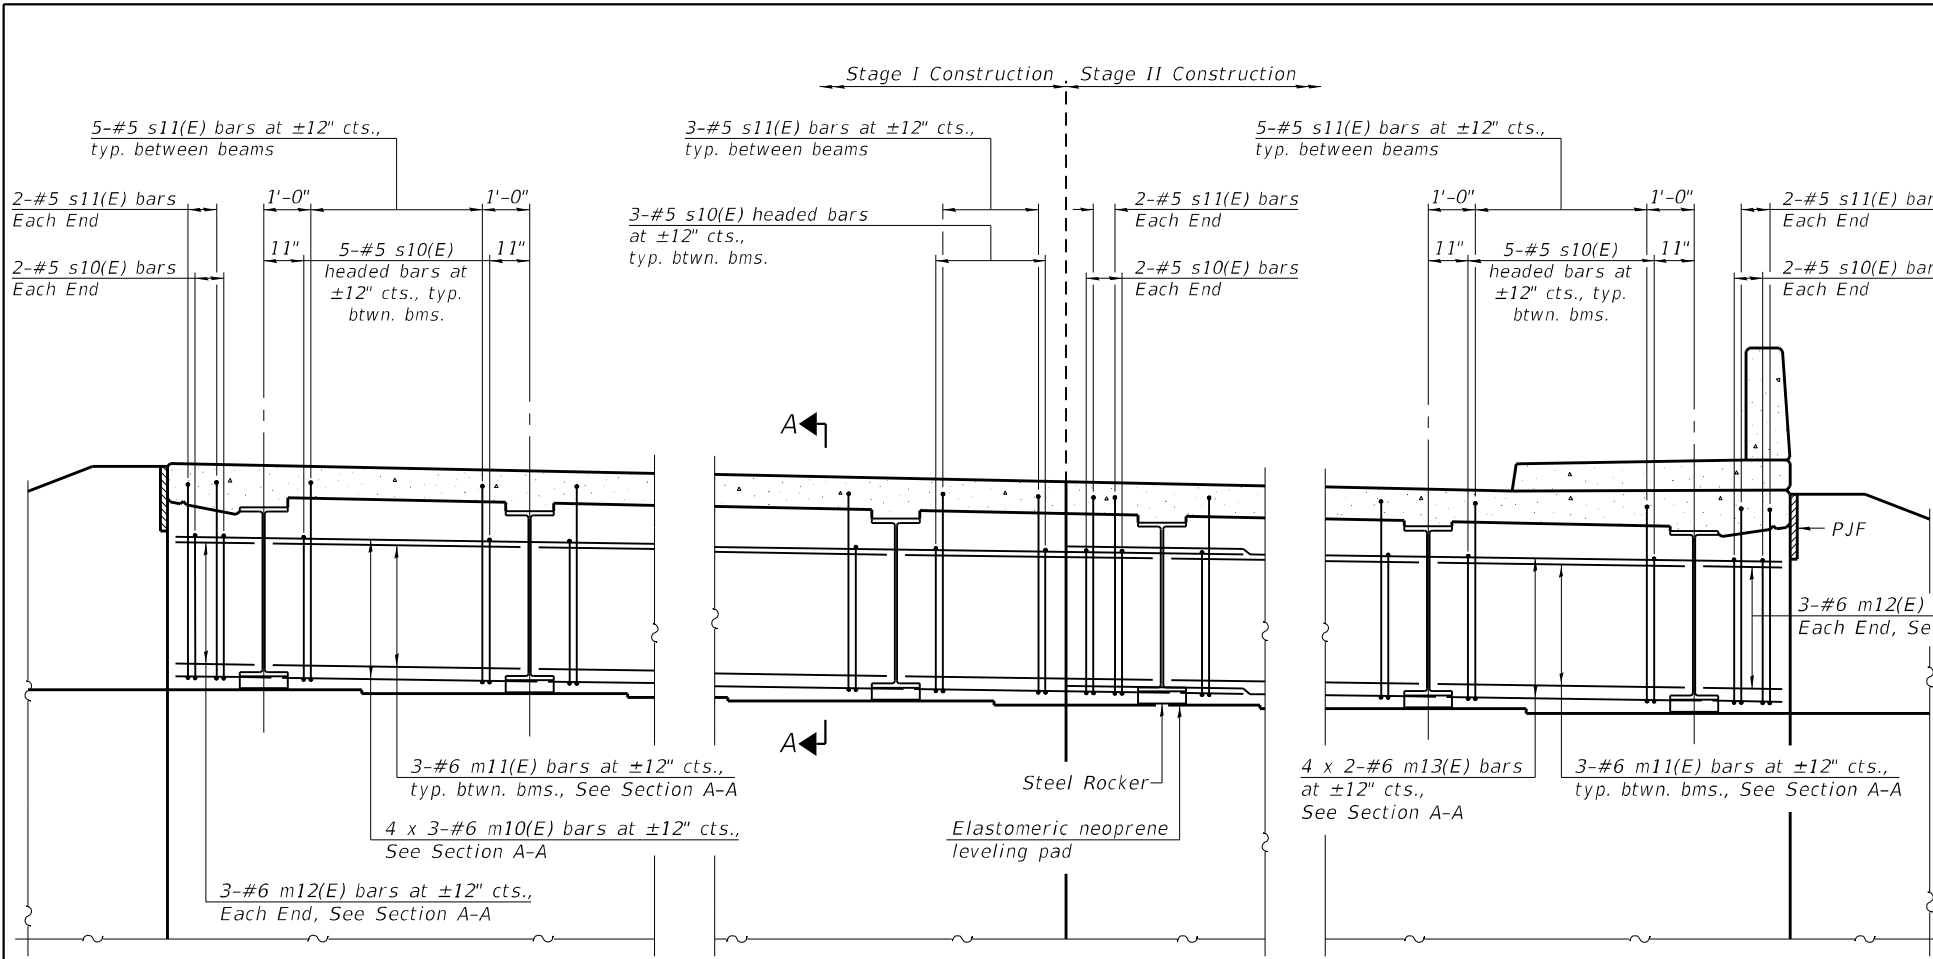 Stage I Construction
Stage II Construction
5-#5 s11(E) bars at ±12" cts.,
typ. between beams
3-#5 s11(E) bars at ±12" cts.,
typ. between beams
5-#5 s11(E) bars at ±12" cts.,
typ. between beams
2-#5 s11(E) bars
Each End
1'-0"
1'-0"
3-#5 s10(E) headed bars
at ±12" cts.,
typ. btwn. bms.
2-#5 s11(E) bars
Each End
1'-0"
1'-0"
2-#5 s11(E) bar
Each End
11"
5-#5 s10(E)
headed bars at
±12" cts., typ.
btwn. bms.
11"
2-#5 s10(E) bars
Each End
2-#5 s10(E) bars
Each End
11"
5-#5 s10(E)
headed bars at
±12" cts., typ.
btwn. bms.
11"
2-#5 s10(E) bar
Each End
A
PJF
3-#6 m12(E)
Each End, Se
A
3-#6 m11(E) bars at ±12" cts.,
typ. btwn. bms., See Section A-A
Steel Rocker
4 x 2-#6 m13(E) bars
at ±12" cts.,
See Section A-A
3-#6 m11(E) bars at ±12" cts.,
typ. btwn. bms., See Section A-A
4 x 3-#6 m10(E) bars at ±12" cts.,
See Section A-A
Elastomeric neoprene
leveling pad
3-#6 m12(E) bars at ±12" cts.,
Each End, See Section A-A